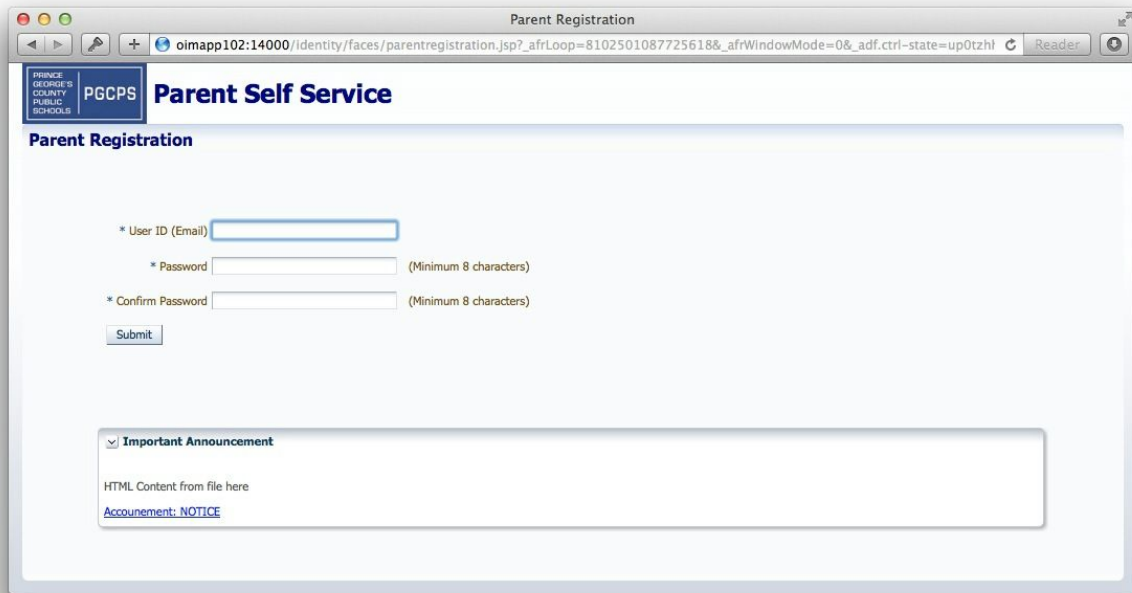 Parent Registration
oimapp102:14000/identity/faces/parentregistration.jsp?_afrLoop=8102501087725618&_afrWindowMode=0&_adf.ctrl-state=up0tzhl
Reader
PRINCE
GEORGE'S
COUNTY
PUBLIC
SCHOOLS
PGCPS
Parent Self Service
Parent Registration
* User ID (Email)
* Password (Minimum 8 characters)
* Confirm Password (Minimum 8 characters)
Submit
Important Announcement
HTML Content from file here
Accounement: NOTICE